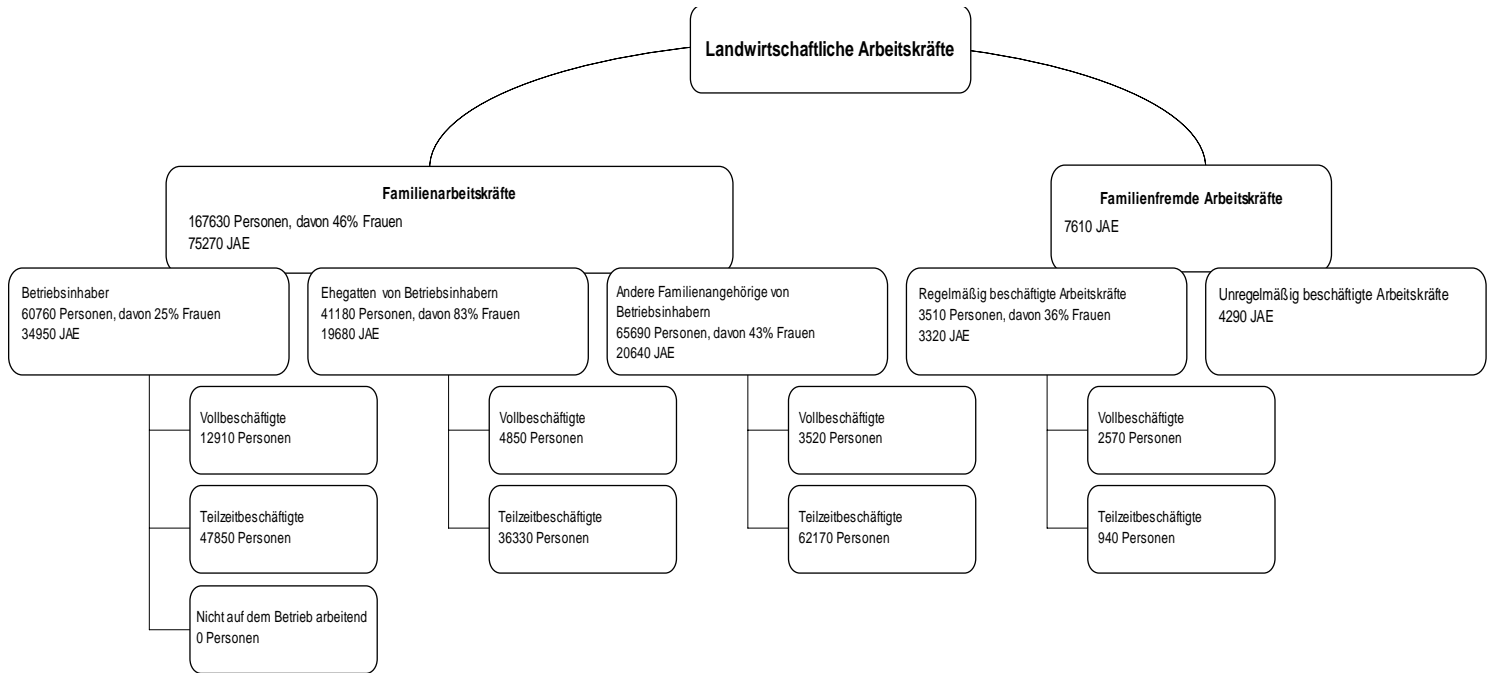 Landwirtschaftliche Arbeitskräfte
Familienarbeitskräfte
167630 Personen, davon 46% Frauen
75270 JAE
Familienfremde Arbeitskräfte
7610 JAE
Betriebsinhaber
60760 Personen, davon 25% Frauen
34950 JAE
Ehegatten von Betriebsinhabern
41180 Personen, davon 83% Frauen
19680 JAE
Andere Familienangehörige von
Betriebsinhabern
65690 Personen, davon 43% Frauen
20640 JAE
Regelmäßig beschäftigte Arbeitskräfte
3510 Personen, davon 36% Frauen
3320 JAE
Unregelmäßig beschäftigte Arbeitskräfte
4290 JAE
Vollbeschäftigte
12910 Personen
Vollbeschäftigte
4850 Personen
Vollbeschäftigte
3520 Personen
Vollbeschäftigte
2570 Personen
Teilzeitbeschäftigte
47850 Personen
Teilzeitbeschäftigte
36330 Personen
Teilzeitbeschäftigte
62170 Personen
Teilzeitbeschäftigte
940 Personen
Nicht auf dem Betrieb arbeitend
0 Personen